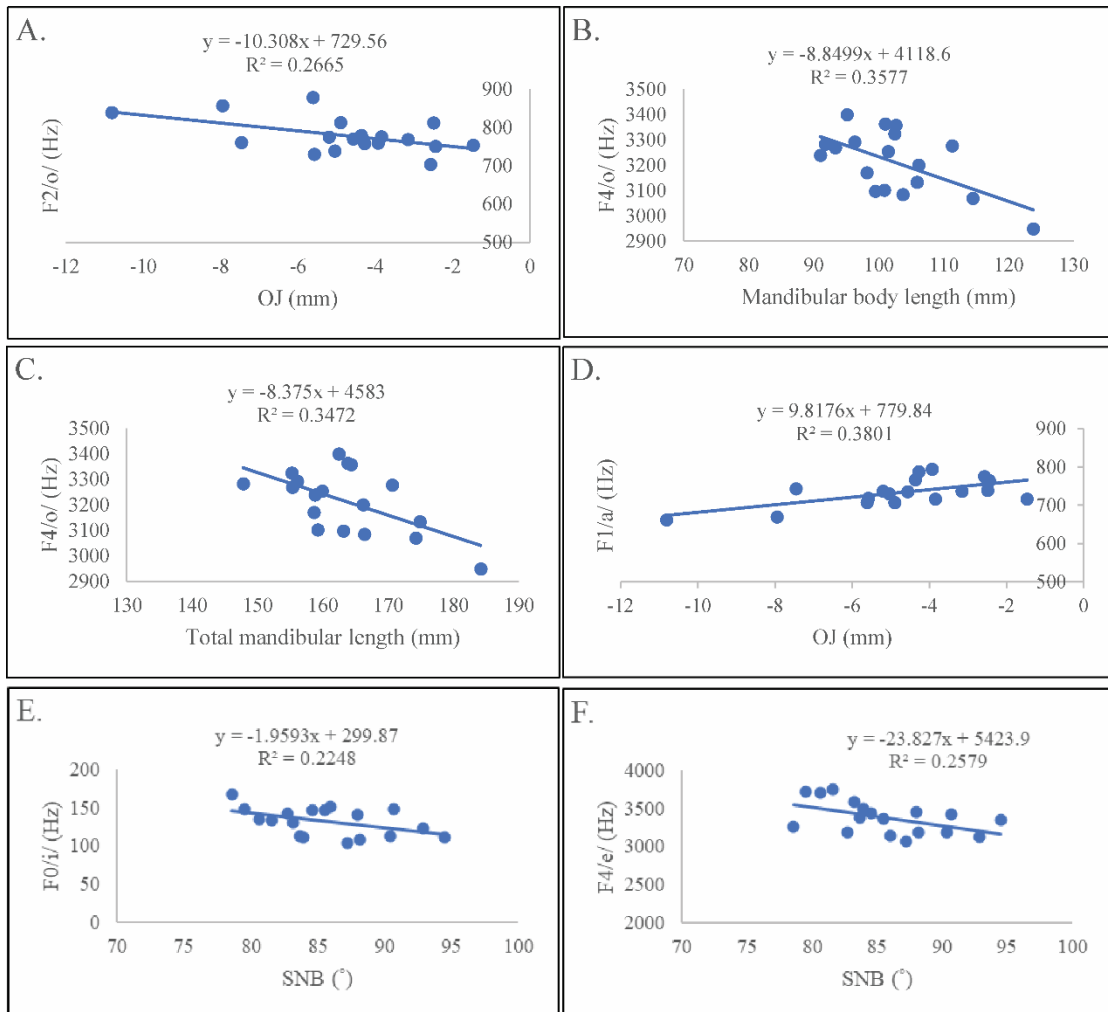 A.
y = -10.308x + 729.56
R² = 0.2665
900
800
700
600
500
F2/o/ (Hz)
-12 -10 -8 -6 -4 -2 0
OJ (mm)
B.
y = -8.8499x + 4118.6
R² = 0.3577
3500
3400
3300
3200
3100
3000
2900
F4/o/ (Hz)
70 80 90 100 110 120 130
Mandibular body length (mm)
C.
y = -8.375x + 4583
R² = 0.3472
3500
3400
3300
3200
3100
3000
2900
F4/o/ (Hz)
130 140 150 160 170 180 190
Total mandibular length (mm)
D.
y = 9.8176x + 779.84
R² = 0.3801
900
800
700
600
500
F1/a/ (Hz)
-12 -10 -8 -6 -4 -2 0
OJ (mm)
E.
y = -1.9593x + 299.87
R² = 0.2248
200
150
100
50
0
F0/i/ (Hz)
70 75 80 85 90 95 100
SNB (°)
F.
y = -23.827x + 5423.9
R² = 0.2579
4000
3500
3000
2500
2000
F4/e/ (Hz)
70 75 80 85 90 95 100
SNB (°)